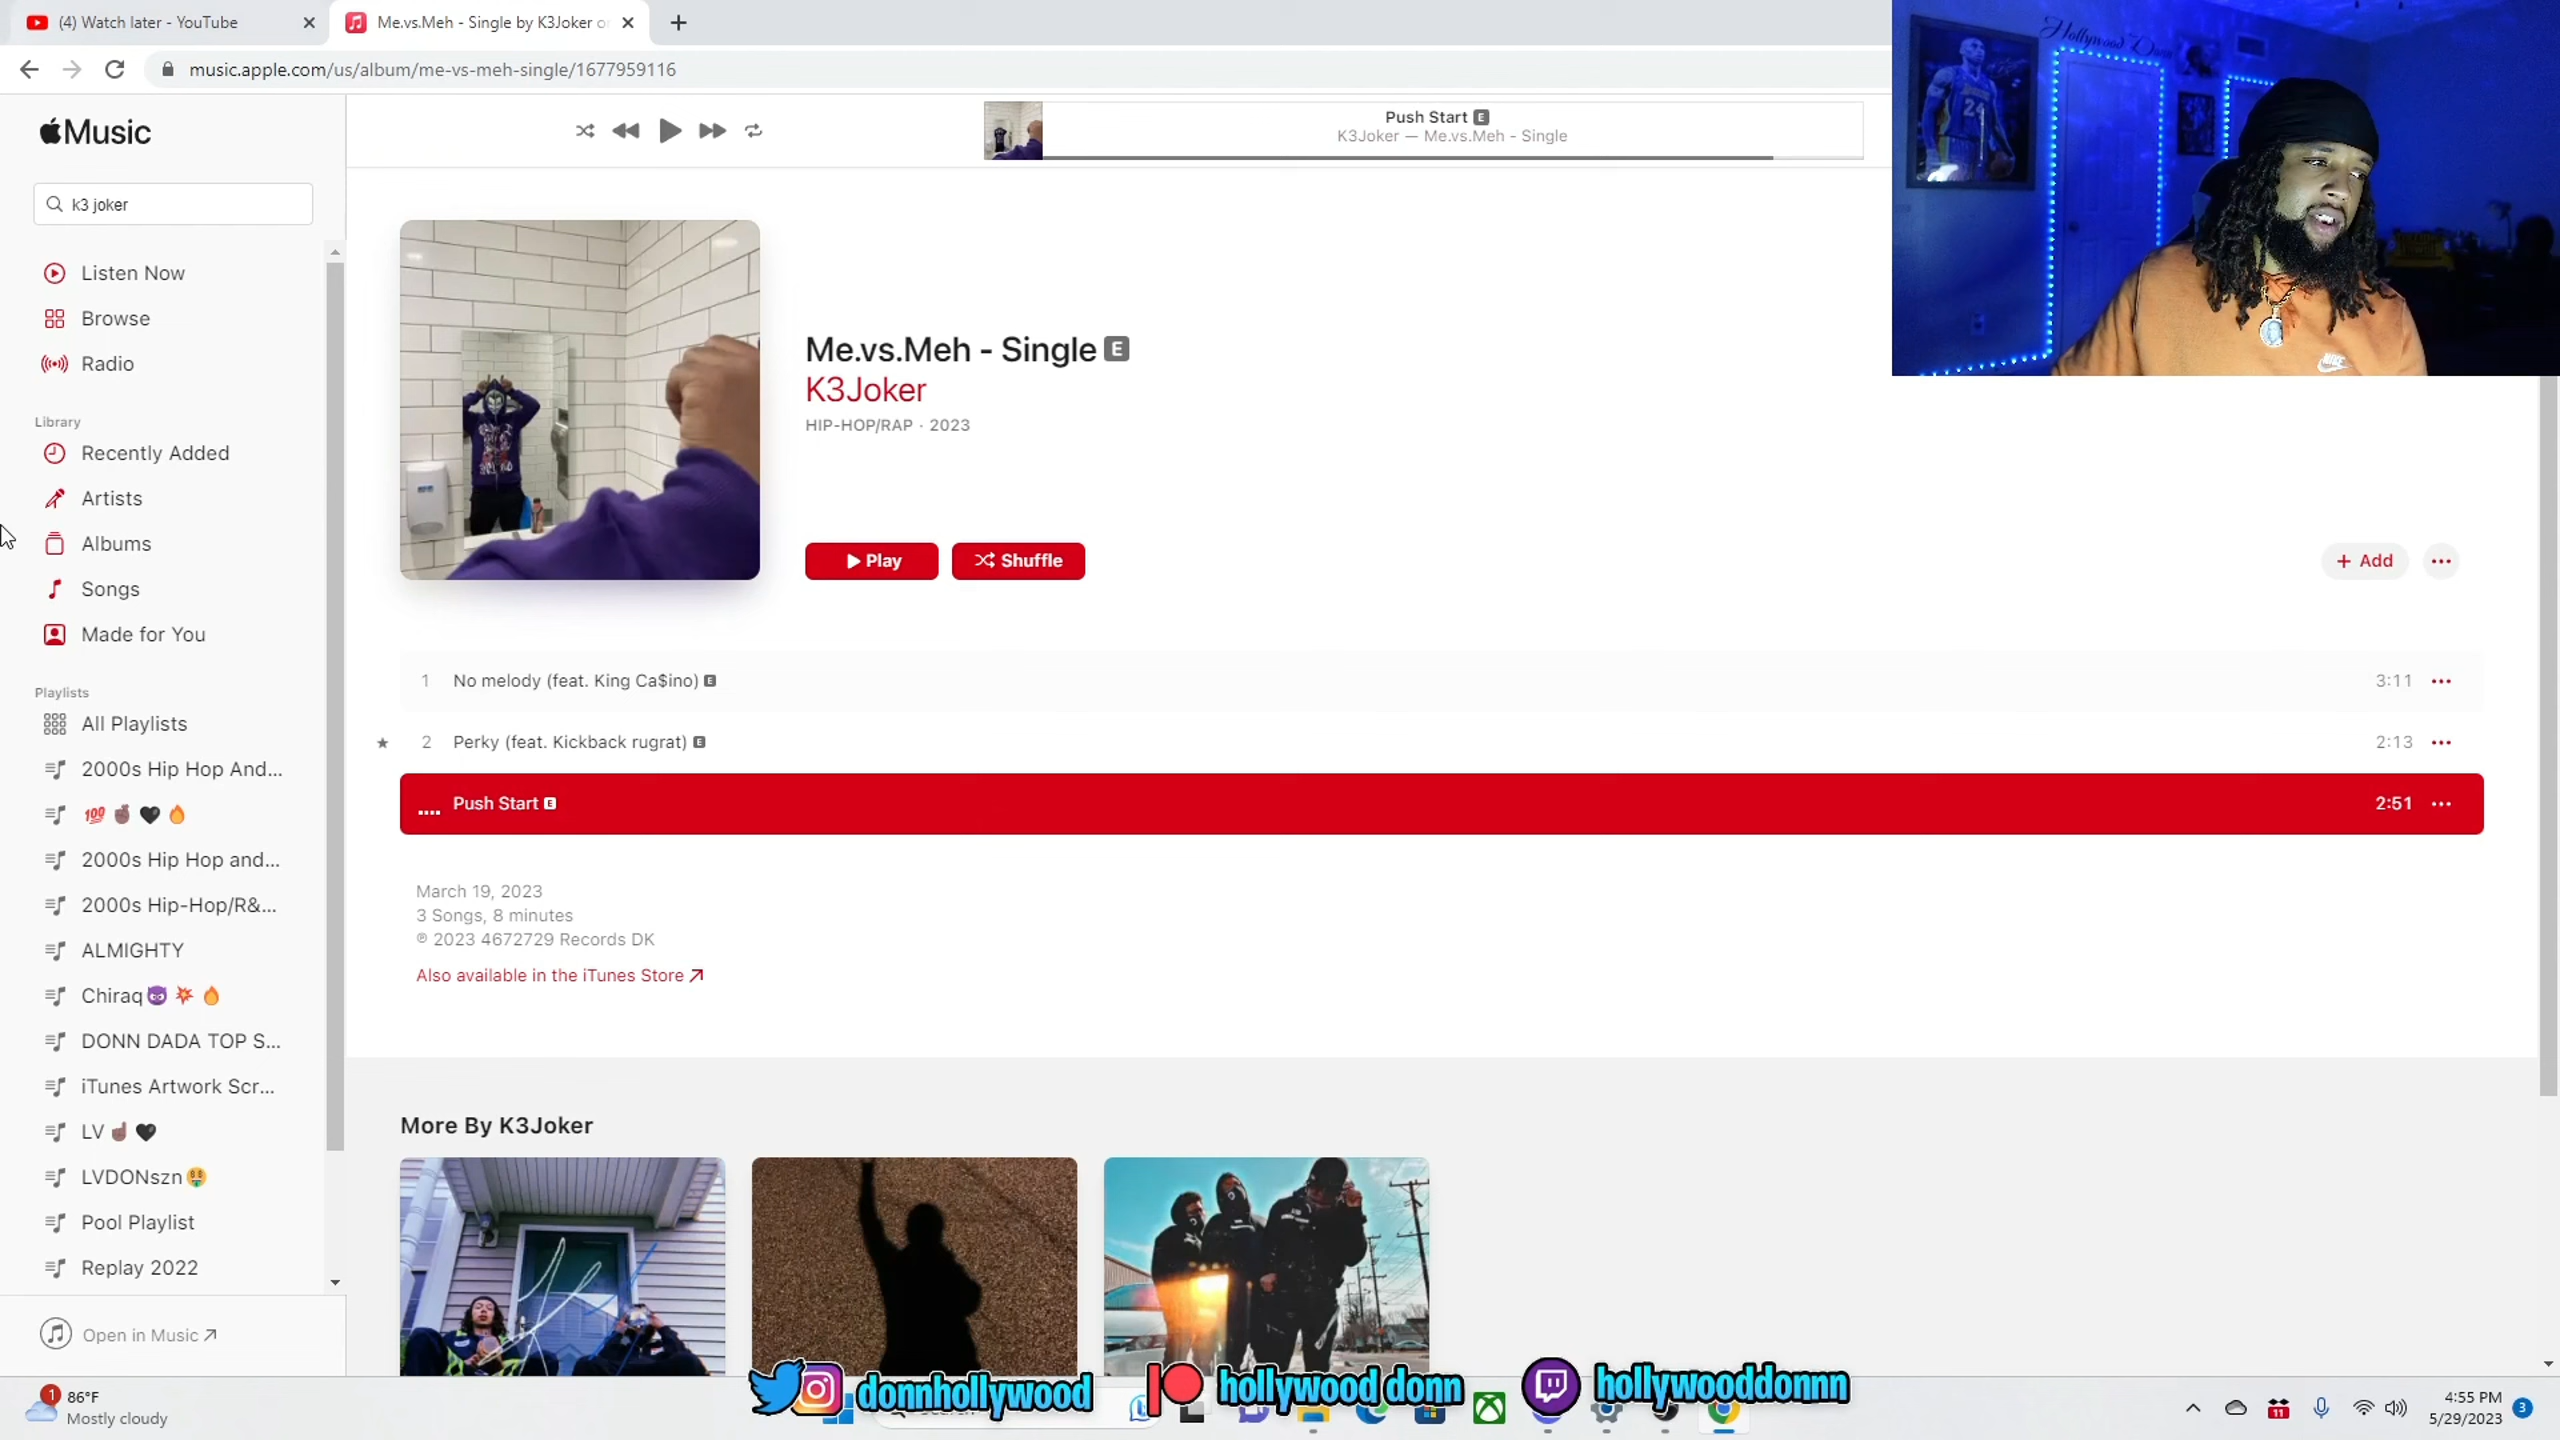 (4) Watch later - YouTube
Me.vs.Meh - Single by K3Joker o
music.apple.com/us/album/me-vs-meh-single/1677959116
Hollywood Donn
24
Music
Push Start E
K3Joker — Me.vs.Meh - Single
k3 joker
Listen Now
Browse
Radio
Library
Recently Added
Artists
Albums
Songs
Made for You
Playlists
All Playlists
2000s Hip Hop And...
💯
2000s Hip Hop and...
2000s Hip-Hop/R&...
ALMIGHTY
Chiraq
DONN DADA TOP S...
iTunes Artwork Scr...
LV
LVDONszn
Pool Playlist
Replay 2022
Open in Music
Me.vs.Meh - Single E
K3Joker
HIP-HOP/RAP · 2023
NIKE
Play
Shuffle
+ Add
1 No melody (feat. King Ca$ino) E 3:11
★ 2 Perky (feat. Kickback rugrat) E 2:13
Push Start E 2:51
March 19, 2023
3 Songs, 8 minutes
℗ 2023 4672729 Records DK
Also available in the iTunes Store
More By K3Joker
donnhollywood
hollywood donn
hollywooddonnn
1
86°F
Mostly cloudy
11
4:55 PM
5/29/2023
3